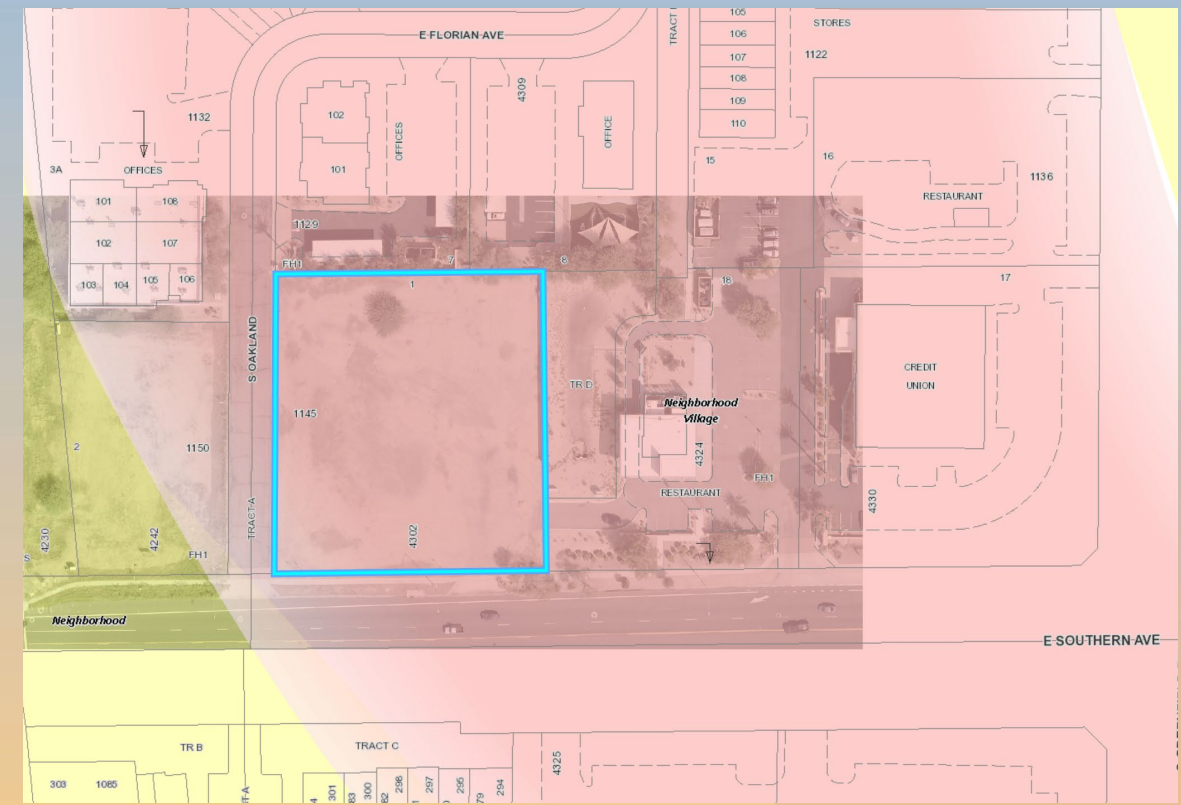 105
STORES
E FLORIAN AVE
TRACT
106
107
1122
108
4309
109
102
1132
110
OFFICES
OFFICE
15
16
3A
OFFICES
101
1136
101
108
RESTAURANT
1129
102
107
FH1
7
8
103
104
105
106
1
18
17
S OAKLAND
CREDIT
UNION
TR D
Neighborhood
Village
1145
2
1150
4324
FH1
RESTAURANT
4330
TRACT A
4302
4230
4242
S
FH1
Neighborhood
E SOUTHERN AVE
TR B
TRACT C
4325
303
1085
301
300
298
297
295
294